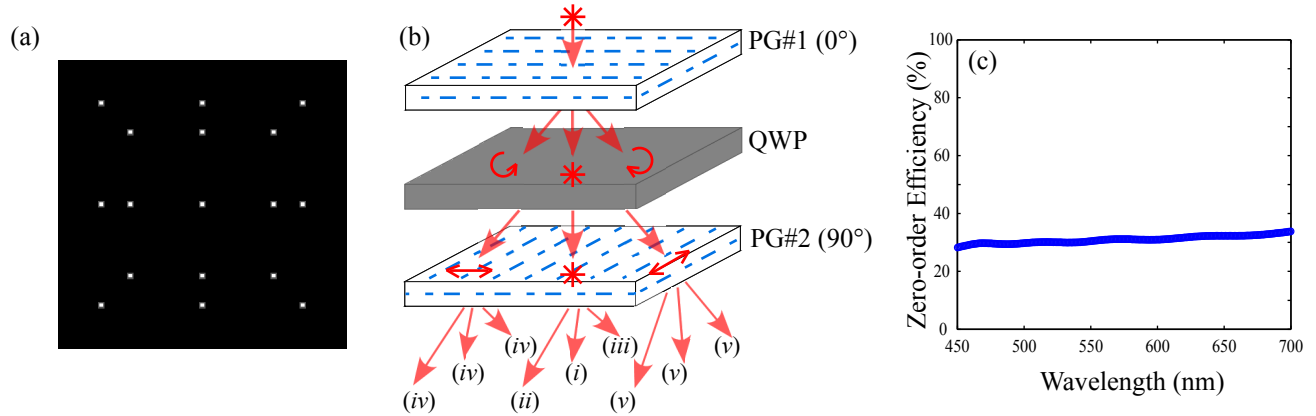 (a)
(b)
PG#1 (0°)
QWP
PG#2 (90°)
(iv)
(iv)
(iv)
(ii)
(i)
(iii)
(v)
(v)
(v)
(c)
Zero-order Efficiency (%)
100
80
60
40
20
0
450 500 550 600 650 700
Wavelength (nm)